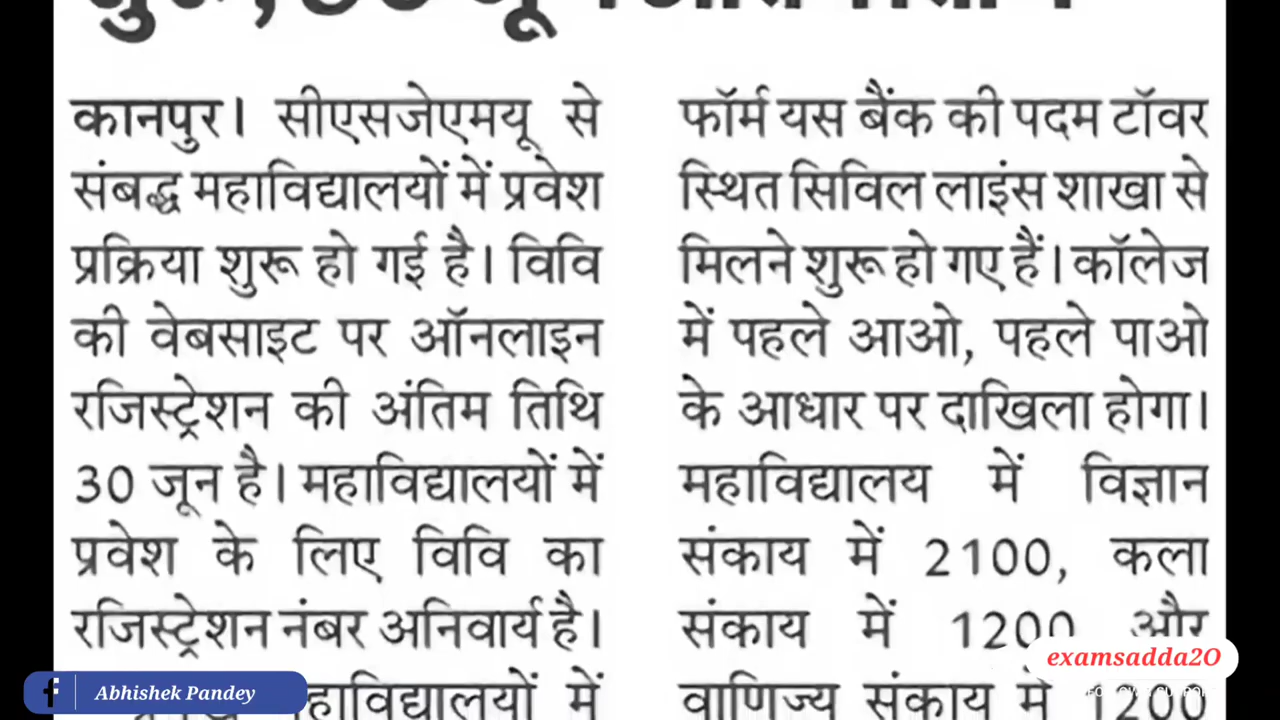 कानपुर। सीएसजेएमयू से
संबद्ध महाविद्यालयों में प्रवेश
प्रक्रिया शुरू हो गई है। विवि
की वेबसाइट पर ऑनलाइन
रजिस्ट्रेशन की अंतिम तिथि
30 जून है। महाविद्यालयों में
प्रवेश के लिए विवि का
रजिस्ट्रेशन नंबर अनिवार्य है।
महाविद्यालयों में
फॉर्म यस बैंक की पदम टॉवर
स्थित सिविल लाइंस शाखा से
मिलने शुरू हो गए हैं। कॉलेज
में पहले आओ, पहले पाओ
के आधार पर दाखिला होगा।
महाविद्यालय में विज्ञान
संकाय में 2100, कला
संकाय में 1200 और
वाणिज्य संकाय में 1200
Abhishek Pandey
examsadda20